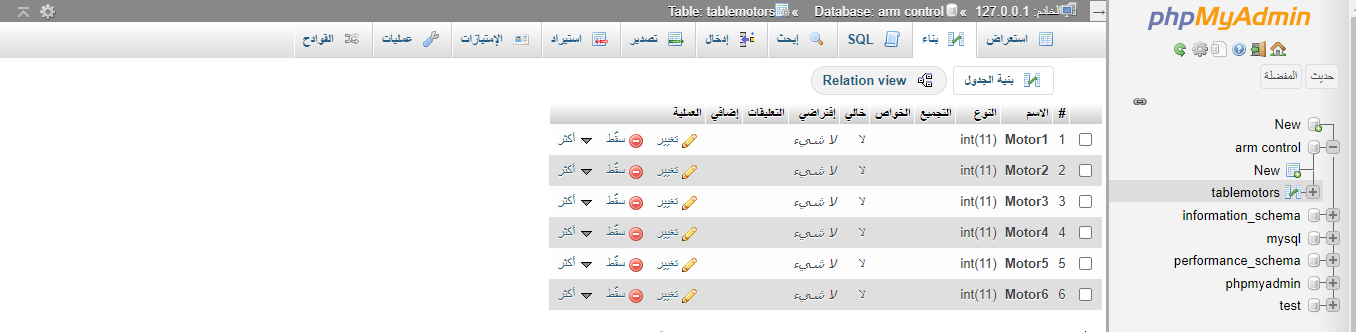 phpMyAdmin
الخادم: 127.0.0.1 » Database: arm control » Table: tablemotors
استعراض بناء SQL إبحث إدخال تصدير استيراد الإمتيازات عمليات القوادح
حديث المفضلة
بنية الجدول Relation view
# الاسم النوع التجميع الخواص خالي إفتراضي التعليقات إضافي العملية
1 Motor1 int(11) لا لا شيء تغيير سقّط أكثر
2 Motor2 int(11) لا لا شيء تغيير سقّط أكثر
3 Motor3 int(11) لا لا شيء تغيير سقّط أكثر
4 Motor4 int(11) لا لا شيء تغيير سقّط أكثر
5 Motor5 int(11) لا لا شيء تغيير سقّط أكثر
6 Motor6 int(11) لا لا شيء تغيير سقّط أكثر
New
arm control
New
tablemotors
information_schema
mysql
performance_schema
phpmyadmin
test